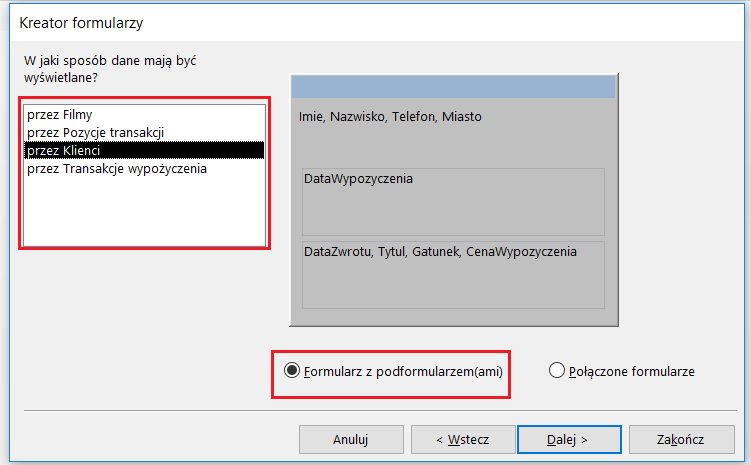 Kreator formularzy
W jaki sposób dane mają być
wyświetlane?
przez Filmy
przez Pozycje transakcji
przez Klienci
przez Transakcje wypożyczenia
Imie, Nazwisko, Telefon, Miasto
DataWypozyczenia
DataZwrotu, Tytul, Gatunek, CenaWypozyczenia
Formularz z podformularzem(ami)
Połączone formularze
Anuluj
< Wstecz
Dalej >
Zakończ